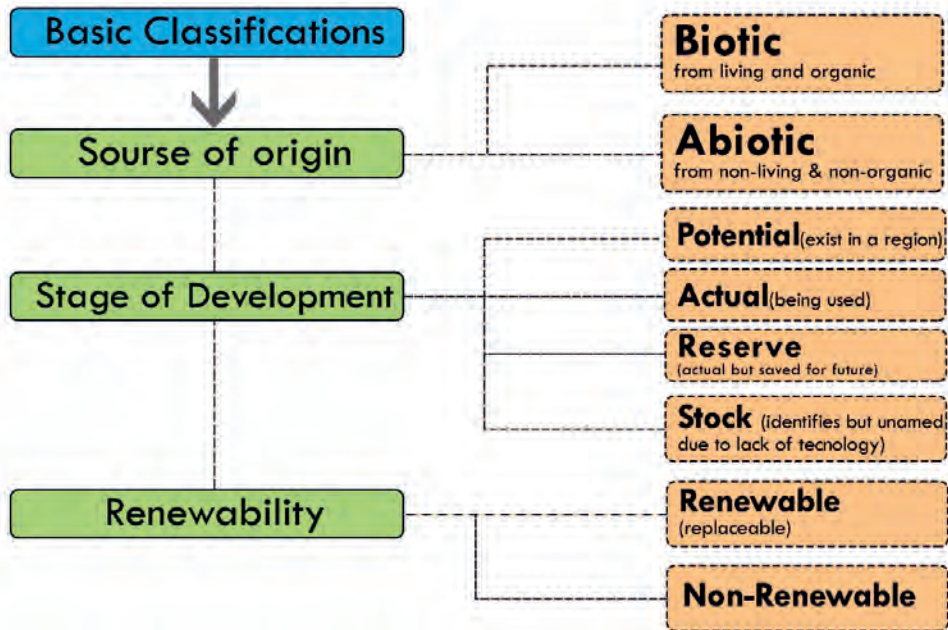 Basic Classifications
Sourse of origin
Biotic
from living and organic
Abiotic
from non-living & non-organic
Stage of Development
Potential(exist in a region)
Actual(being used)
Reserve
(actual but saved for future)
Stock (identifies but unamed
due to lack of tecnology)
Renewability
Renewable
(replaceable)
Non-Renewable